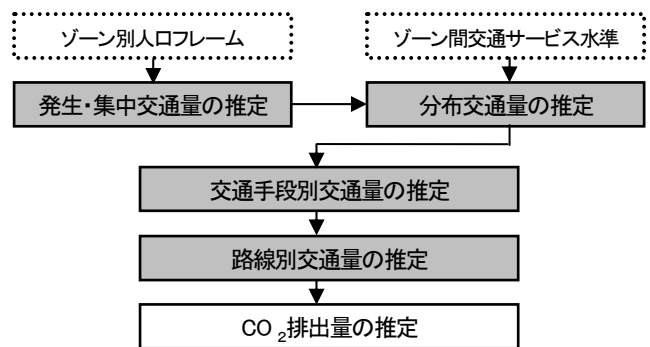 ゾーン別人口フレーム
ゾーン間交通サービス水準
発生・集中交通量の推定
分布交通量の推定
交通手段別交通量の推定
路線別交通量の推定
CO₂排出量の推定